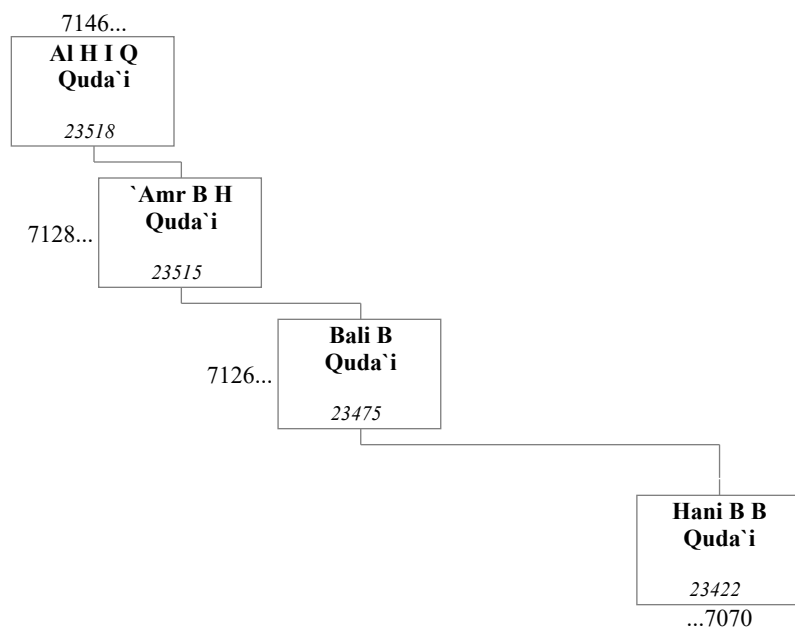 7146...
Al H I Q
Quda`i
23518
`Amr B H
Quda`i
7128...
23515
Bali B
Quda`i
7126...
23475
Hani B B
Quda`i
23422
...7070